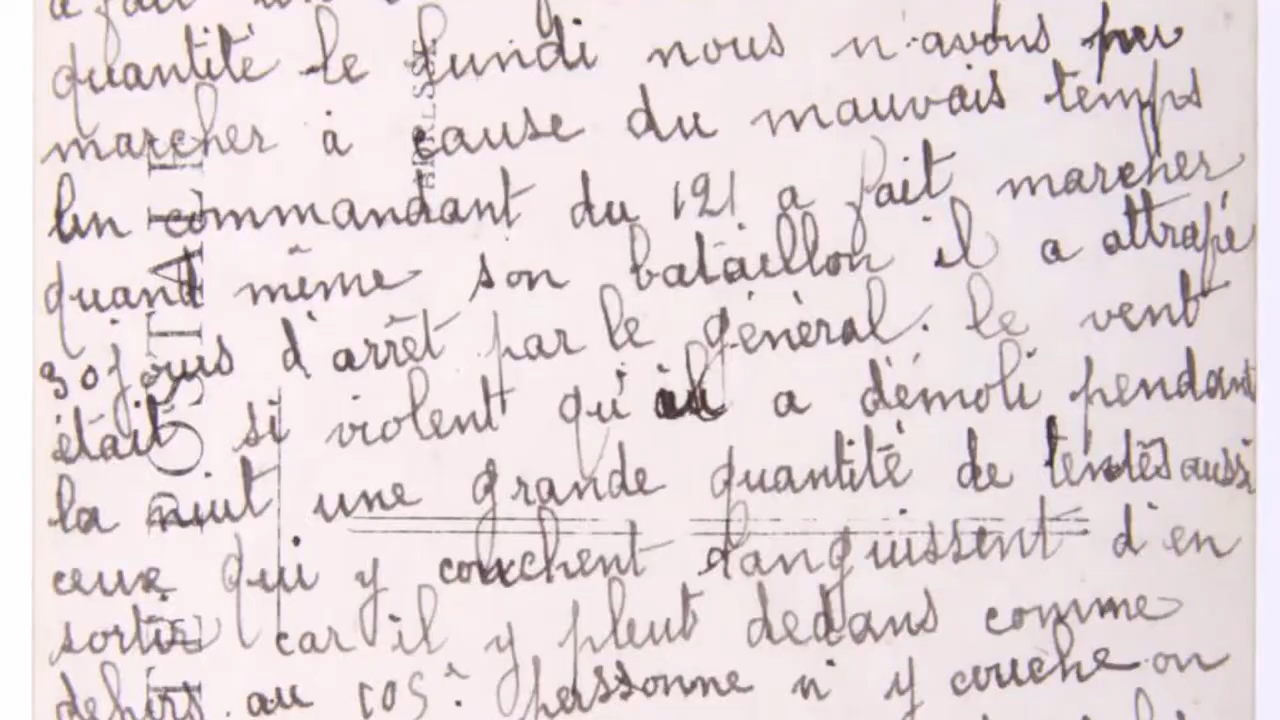 a fait
quantité le lundi nous n'avons pu
marcher à cause du mauvais temps
Un commandant du 121 a fait marcher
quand même son bataillon il a attrapé
30 jours d'arrêt par le général. le vent
était si violent qu'il a démoli pendant
la niut une grande quantité de tentes aussi
ceux qui y couchent languissent d'en
sortir car il y pleut dedans comme
dehors. au 105e personne n'y couche on